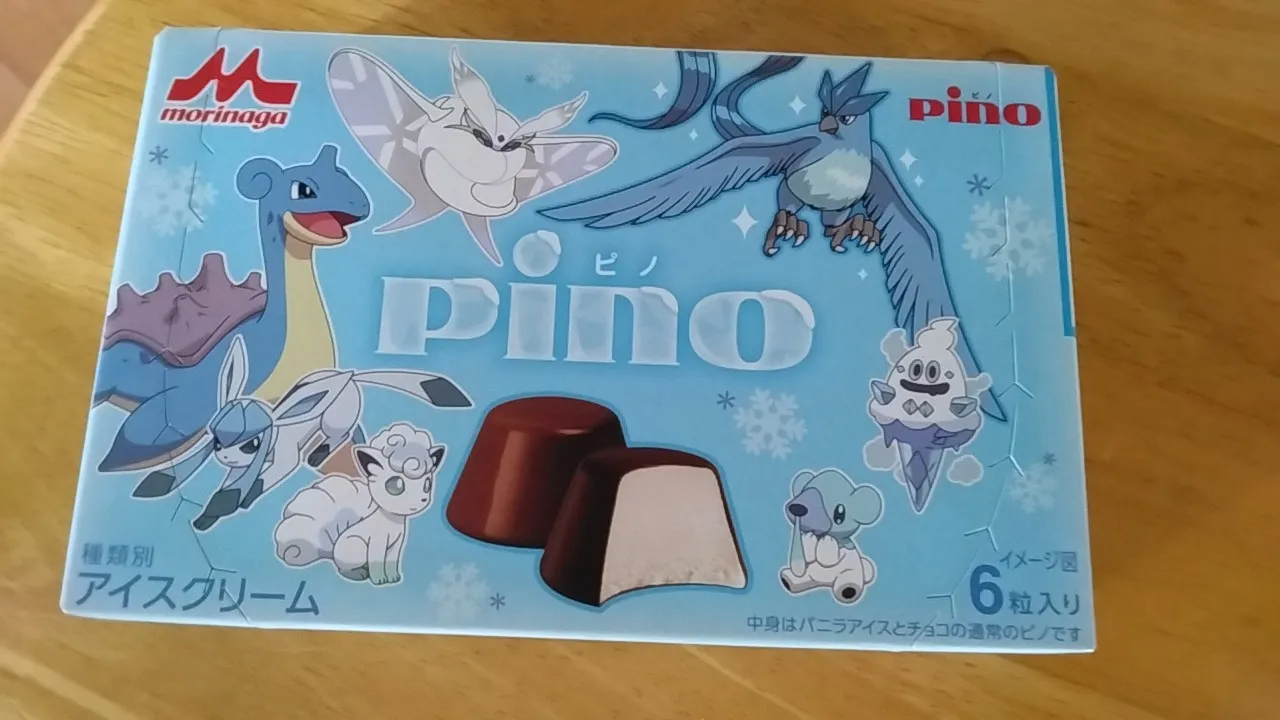 morinaga
ピノ
pino
ピノ
pino
種類別
アイスクリーム
イメージ図
6粒入り
中身はバニラアイスとチョコの通常のピノです